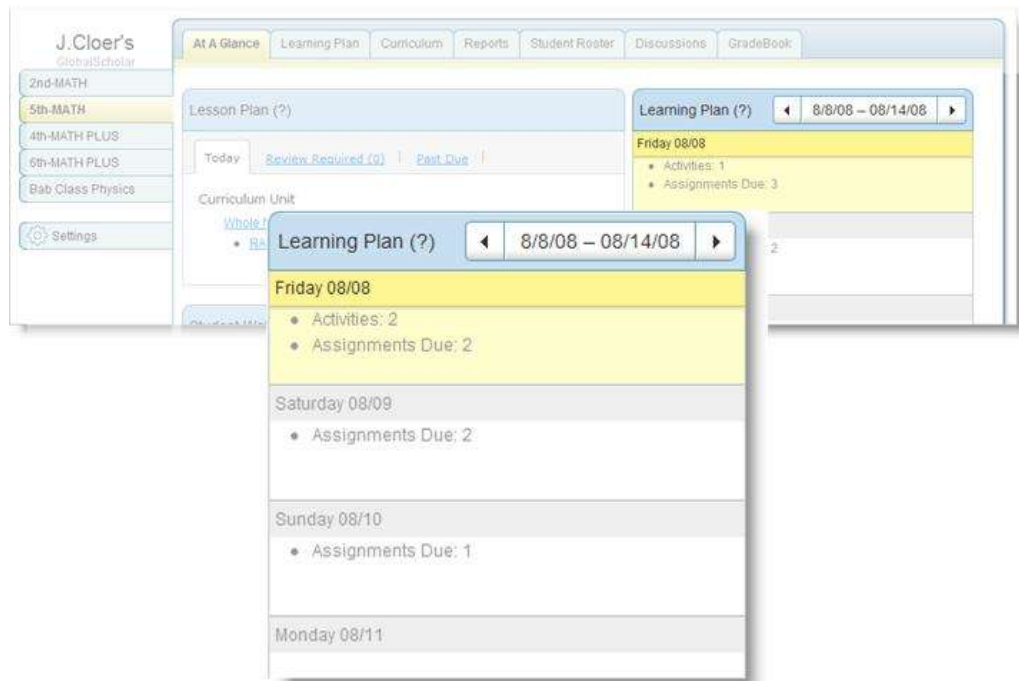 J.Cloer's
GlobalScholar
2nd-MATH
5th-MATH
4th-MATH PLUS
6th-MATH PLUS
Bab Class Physics
Settings
At A Glance Learning Plan Curriculum Reports Student Roster Discussions GradeBook
Lesson Plan (?)
Today Review Required (0) Past Due
Curriculum Unit
Whole
Learning Plan (?) 8/8/08 – 08/14/08
Friday 08/08
• Activities: 1
• Assignments Due: 3
2
Learning Plan (?) 8/8/08 – 08/14/08
Friday 08/08
• Activities: 2
• Assignments Due: 2
Saturday 08/09
• Assignments Due: 2
Sunday 08/10
• Assignments Due: 1
Monday 08/11